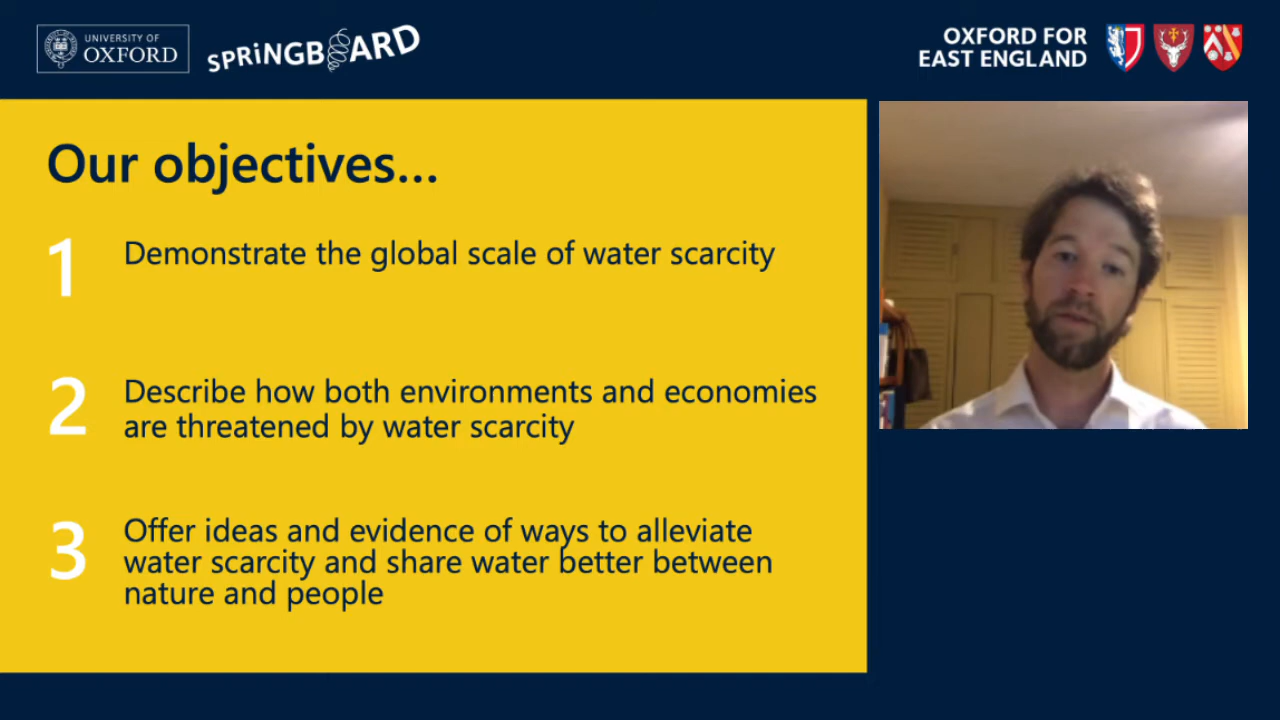 UNIVERSITY OF
OXFORD
SPRiNGBOARD
OXFORD FOR
EAST ENGLAND
Our objectives...
1
Demonstrate the global scale of water scarcity
2
Describe how both environments and economies
are threatened by water scarcity
3
Offer ideas and evidence of ways to alleviate
water scarcity and share water better between
nature and people